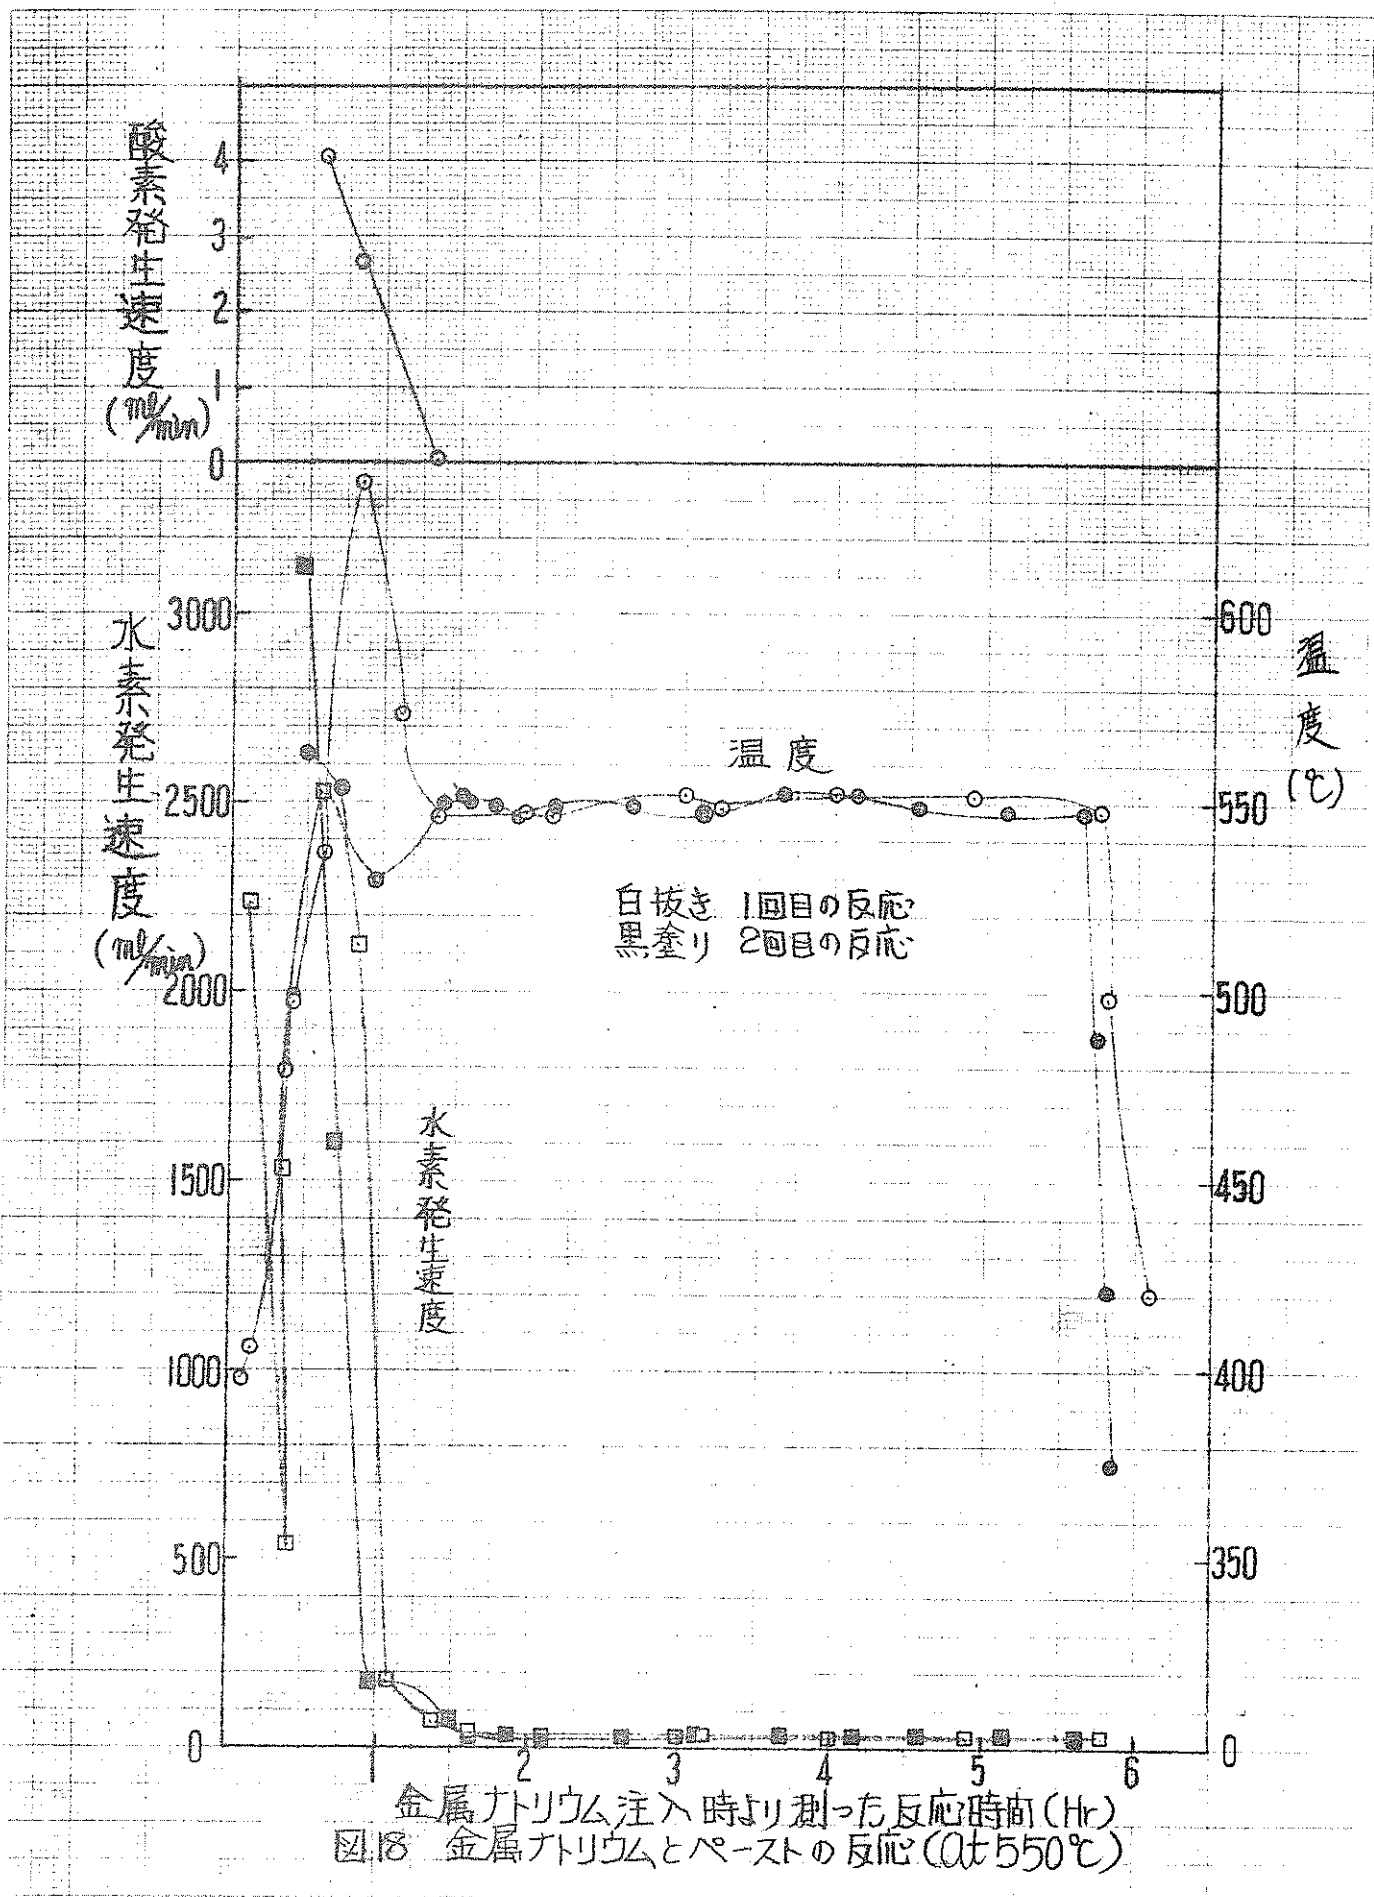 酸素発生速度
(ml/min)
4
3
2
1
0
水素発生速度
(ml/min)
3000
2500
2000
1500
1000
500
0
温度
(℃)
600
550
500
450
400
350
0
温度
白抜き 1回目の反応
黒塗り 2回目の反応
水素発生速度
1 2 3 4 5 6
金属ナトリウム注入時より測った反応時間(Hr)
図18 金属ナトリウムとペーストの反応(at 550℃)